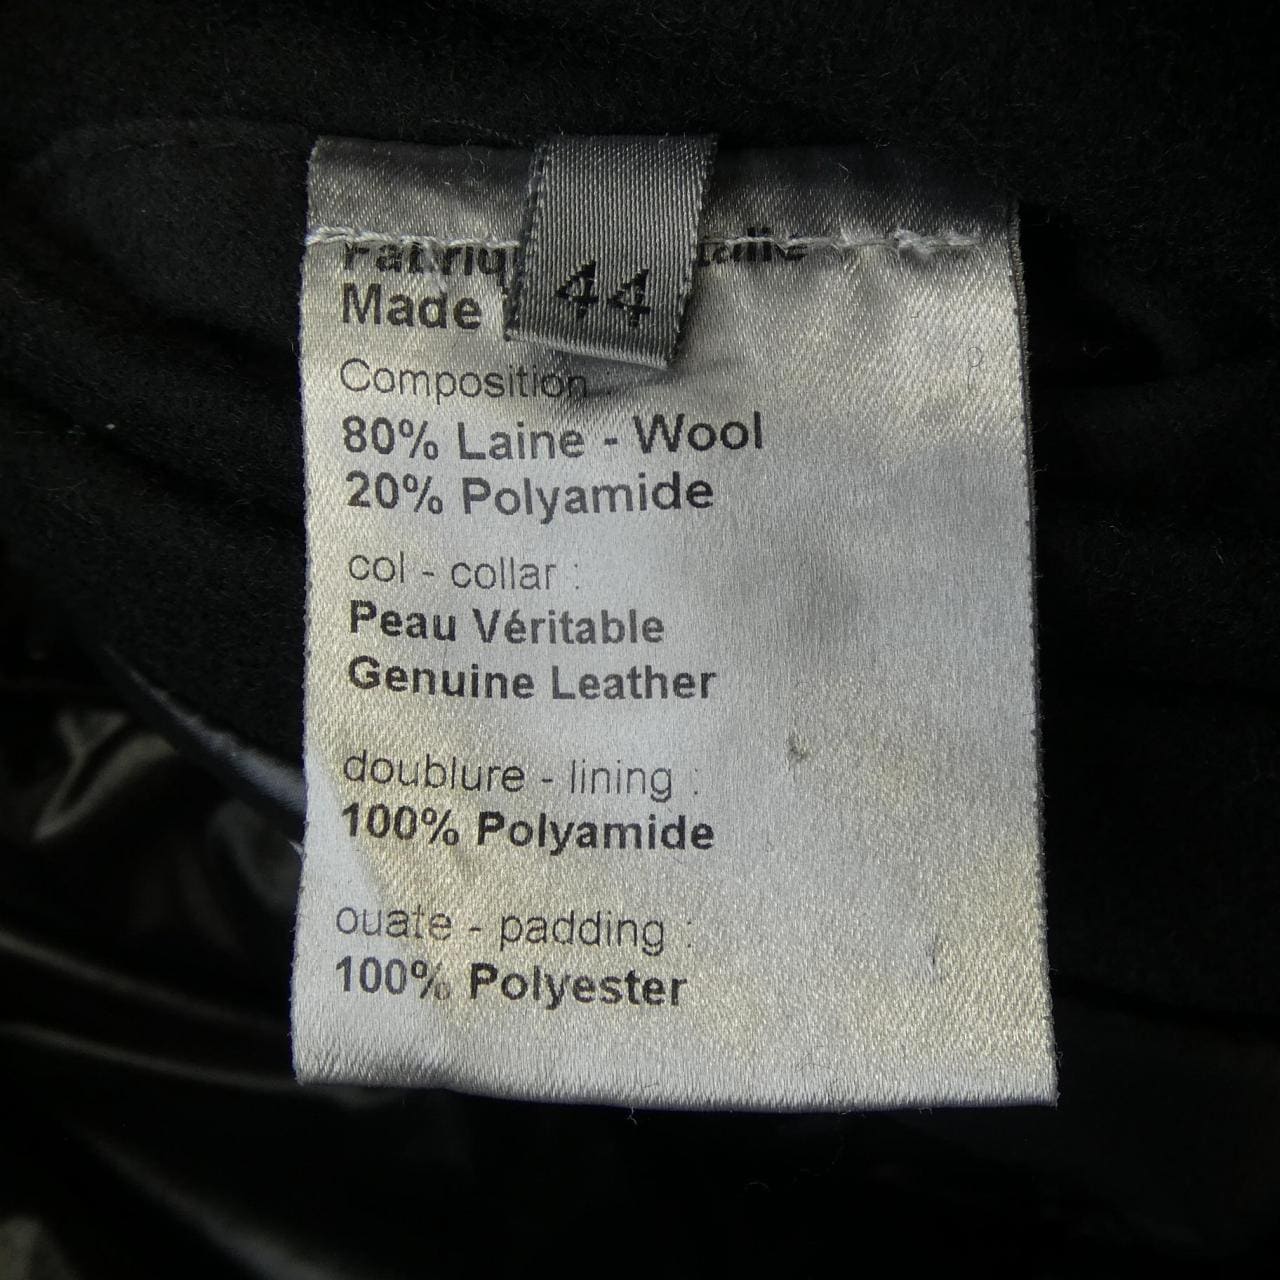 44
Made
Composition
80% Laine - Wool
20% Polyamide
col - collar :
Peau Véritable
Genuine Leather
doublure - lining :
100% Polyamide
ouate - padding :
100% Polyester